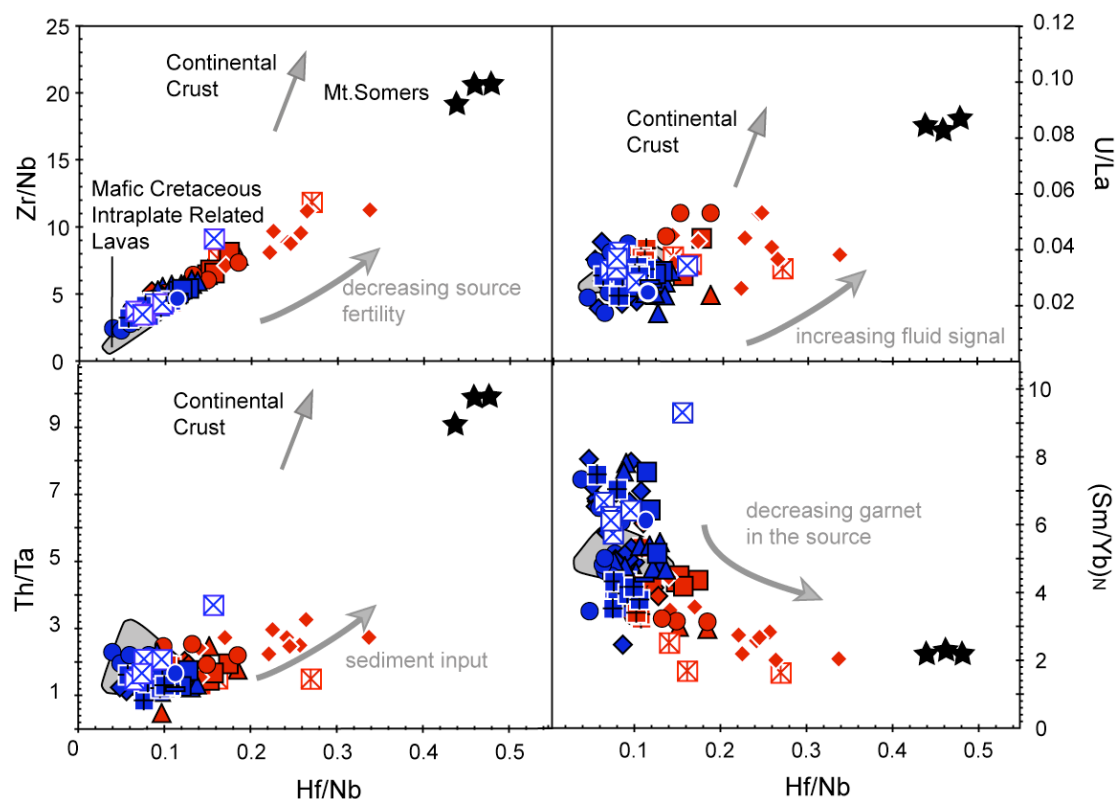 25
20
15
10
5
0
Zr/Nb
Continental
Crust
Mt.Somers
Mafic Cretaceous
Intraplate Related
Lavas
decreasing source
fertility
Continental
Crust
increasing fluid signal
0.12
0.10
0.08
0.06
0.04
0.02
U/La
9
7
5
3
1
Th/Ta
Continental
Crust
sediment input
0
0.1
0.2
0.3
0.4
0.5
Hf/Nb
decreasing garnet
in the source
10
8
6
4
2
0
(Sm/Yb)N
0.1
0.2
0.3
0.4
0.5
Hf/Nb